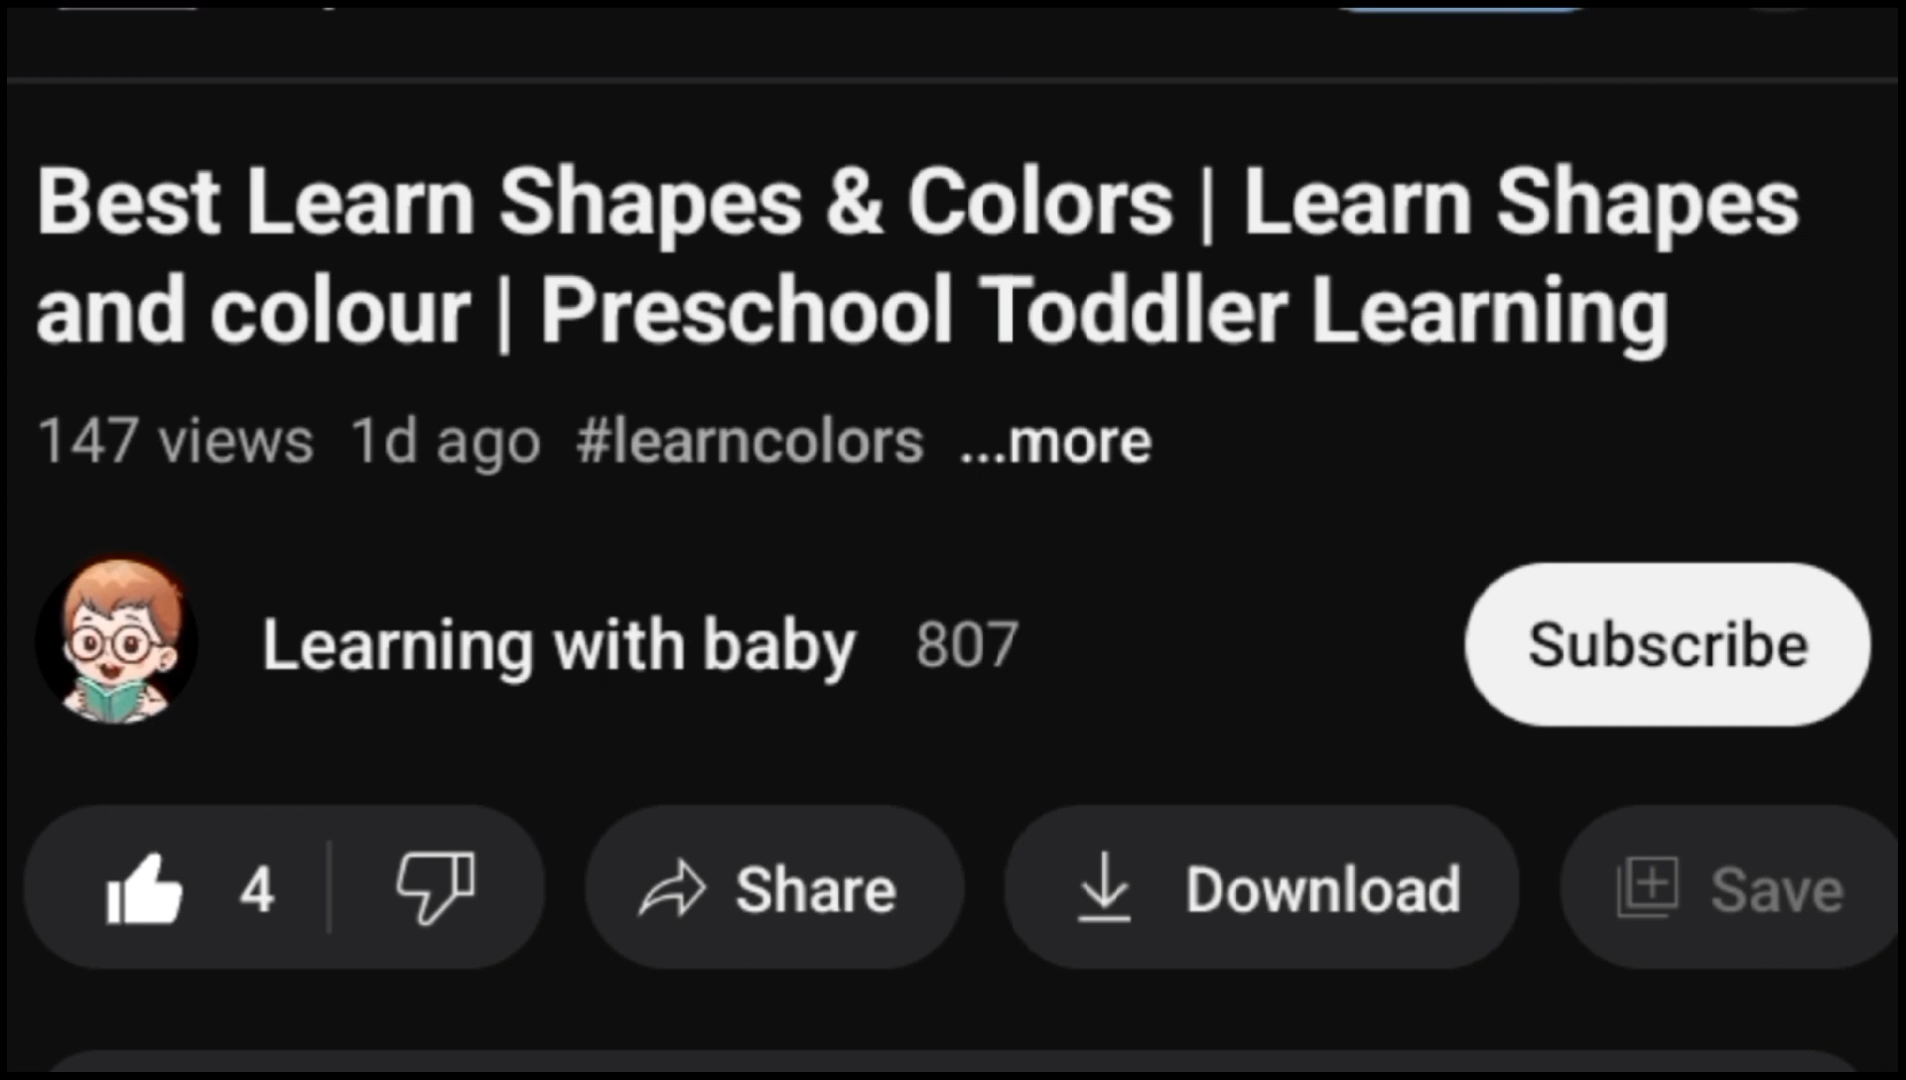 Best Learn Shapes & Colors | Learn Shapes
and colour | Preschool Toddler Learning
147 views 1d ago #learncolors ...more
Learning with baby 807
Subscribe
4
Share
Download
Save